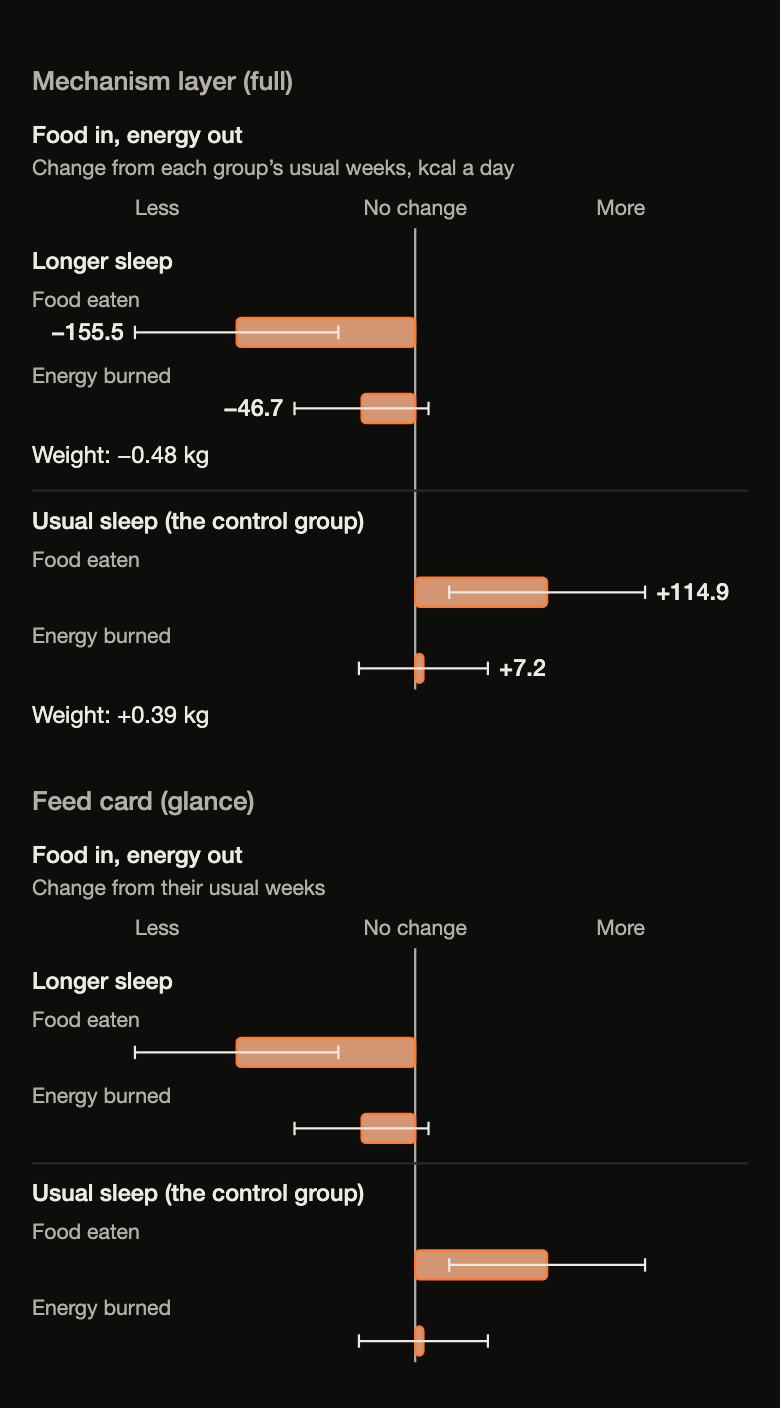 Mechanism layer (full)
Food in, energy out
Change from each group’s usual weeks, kcal a day
Less No change More
Longer sleep
Food eaten
−155.5
Energy burned
−46.7
Weight: −0.48 kg
Usual sleep (the control group)
Food eaten
+114.9
Energy burned
+7.2
Weight: +0.39 kg
Feed card (glance)
Food in, energy out
Change from their usual weeks
Less No change More
Longer sleep
Food eaten
Energy burned
Usual sleep (the control group)
Food eaten
Energy burned